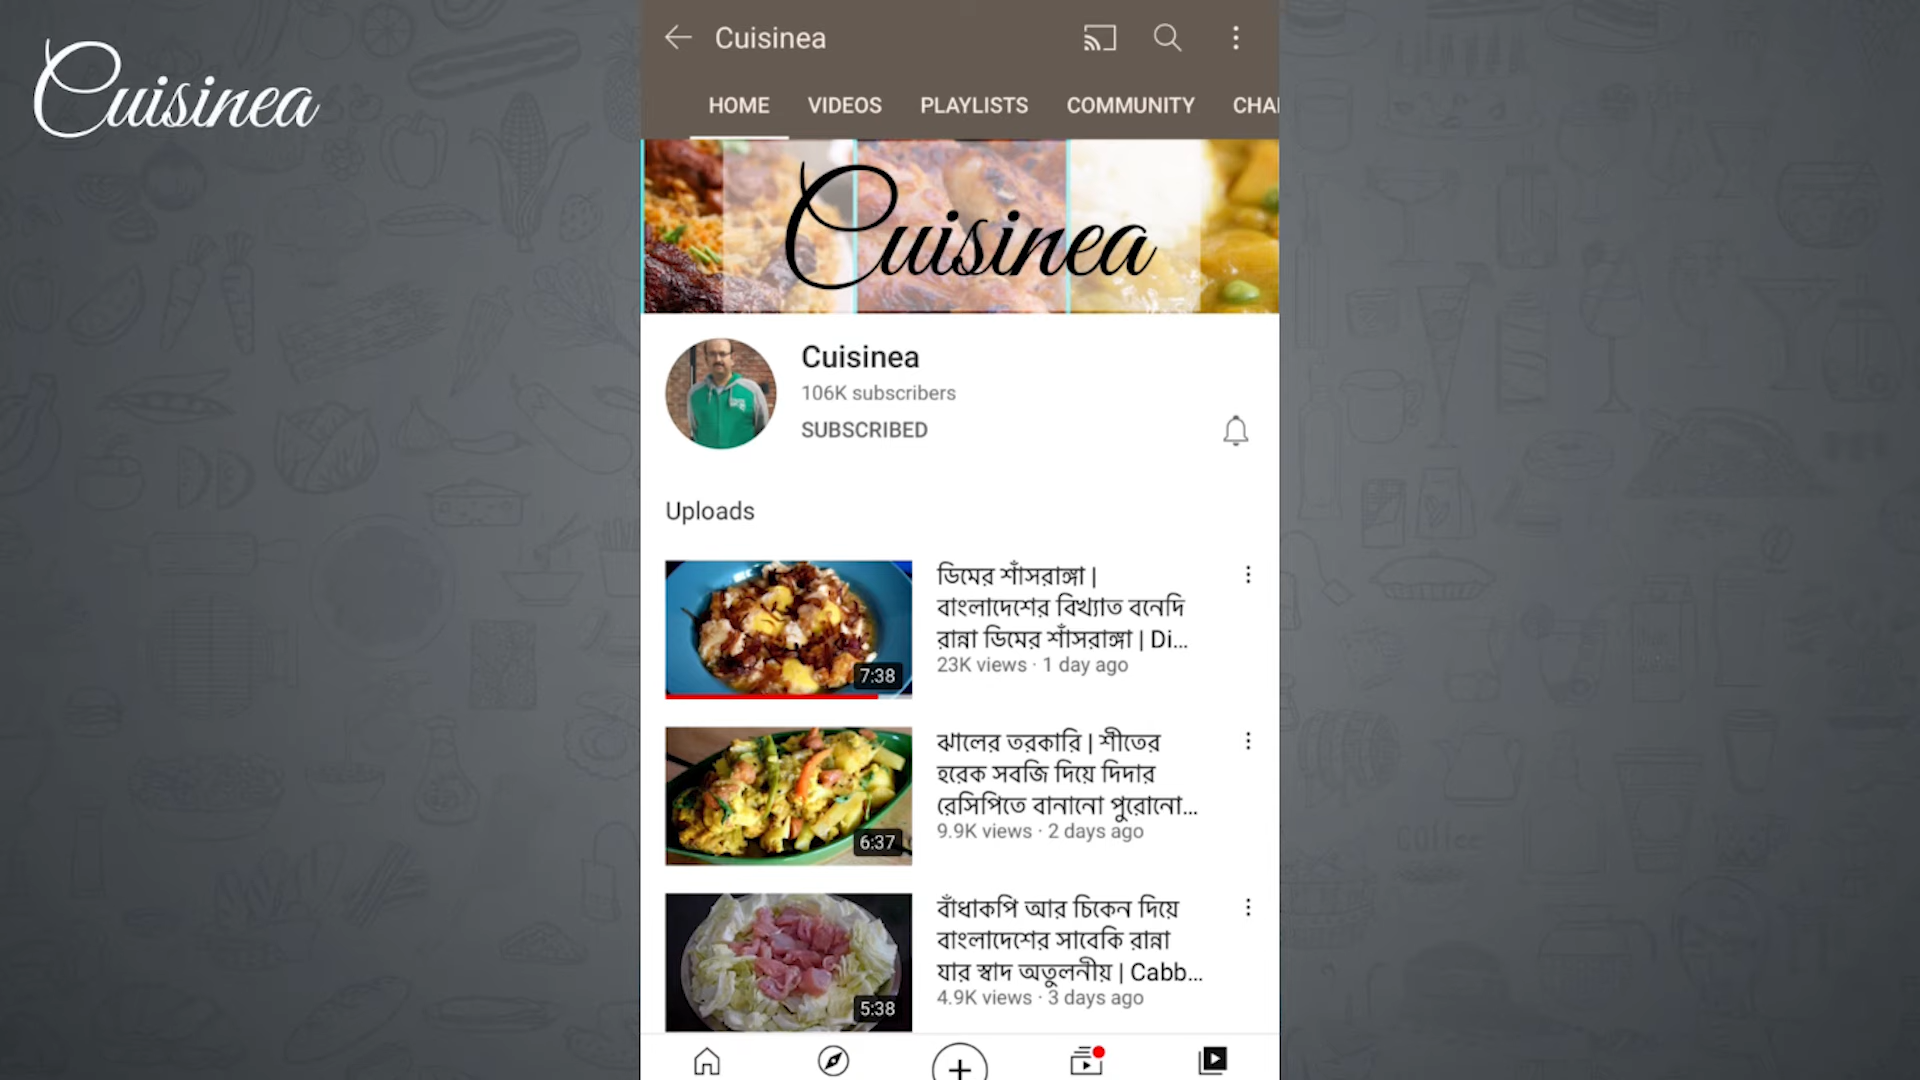 Cuisinea
Cuisinea
HOME VIDEOS PLAYLISTS COMMUNITY CHA
Cuisinea
Cuisinea
106K subscribers
SUBSCRIBED
Uploads
ডিমের শাঁসরাঙ্গা |
বাংলাদেশের বিখ্যাত বনেদি
রান্না ডিমের শাঁসরাঙ্গা | Di...
23K views · 1 day ago
7:38
ঝালের তরকারি | শীতের
হরেক সবজি দিয়ে দিদার
রেসিপিতে বানানো পুরোনো...
9.9K views · 2 days ago
6:37
বাঁধাকপি আর চিকেন দিয়ে
বাংলাদেশের সাবেকি রান্না
যার স্বাদ অতুলনীয় | Cabb...
4.9K views · 3 days ago
5:38